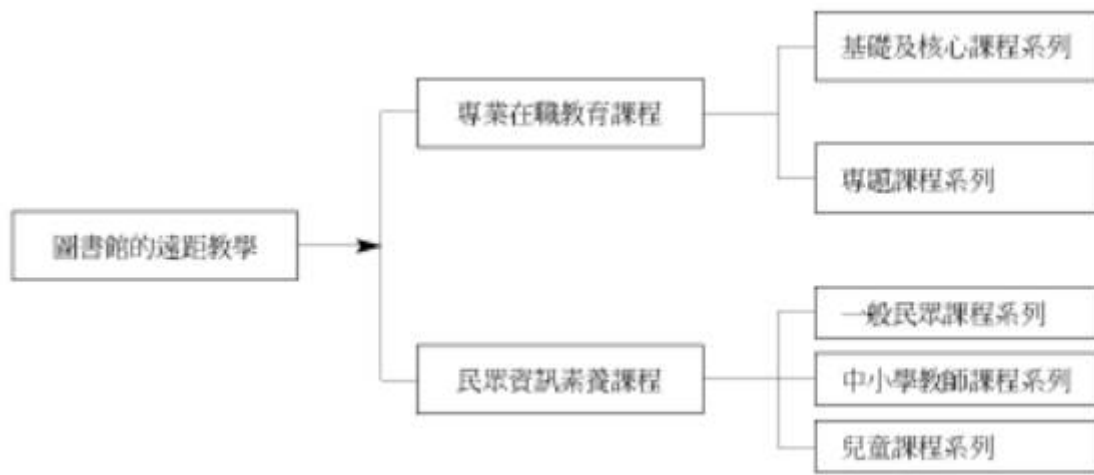 圖書館的遠距教學
專業在職教育課程
基礎及核心課程系列
專題課程系列
民眾資訊素養課程
一般民眾課程系列
中小學教師課程系列
兒童課程系列